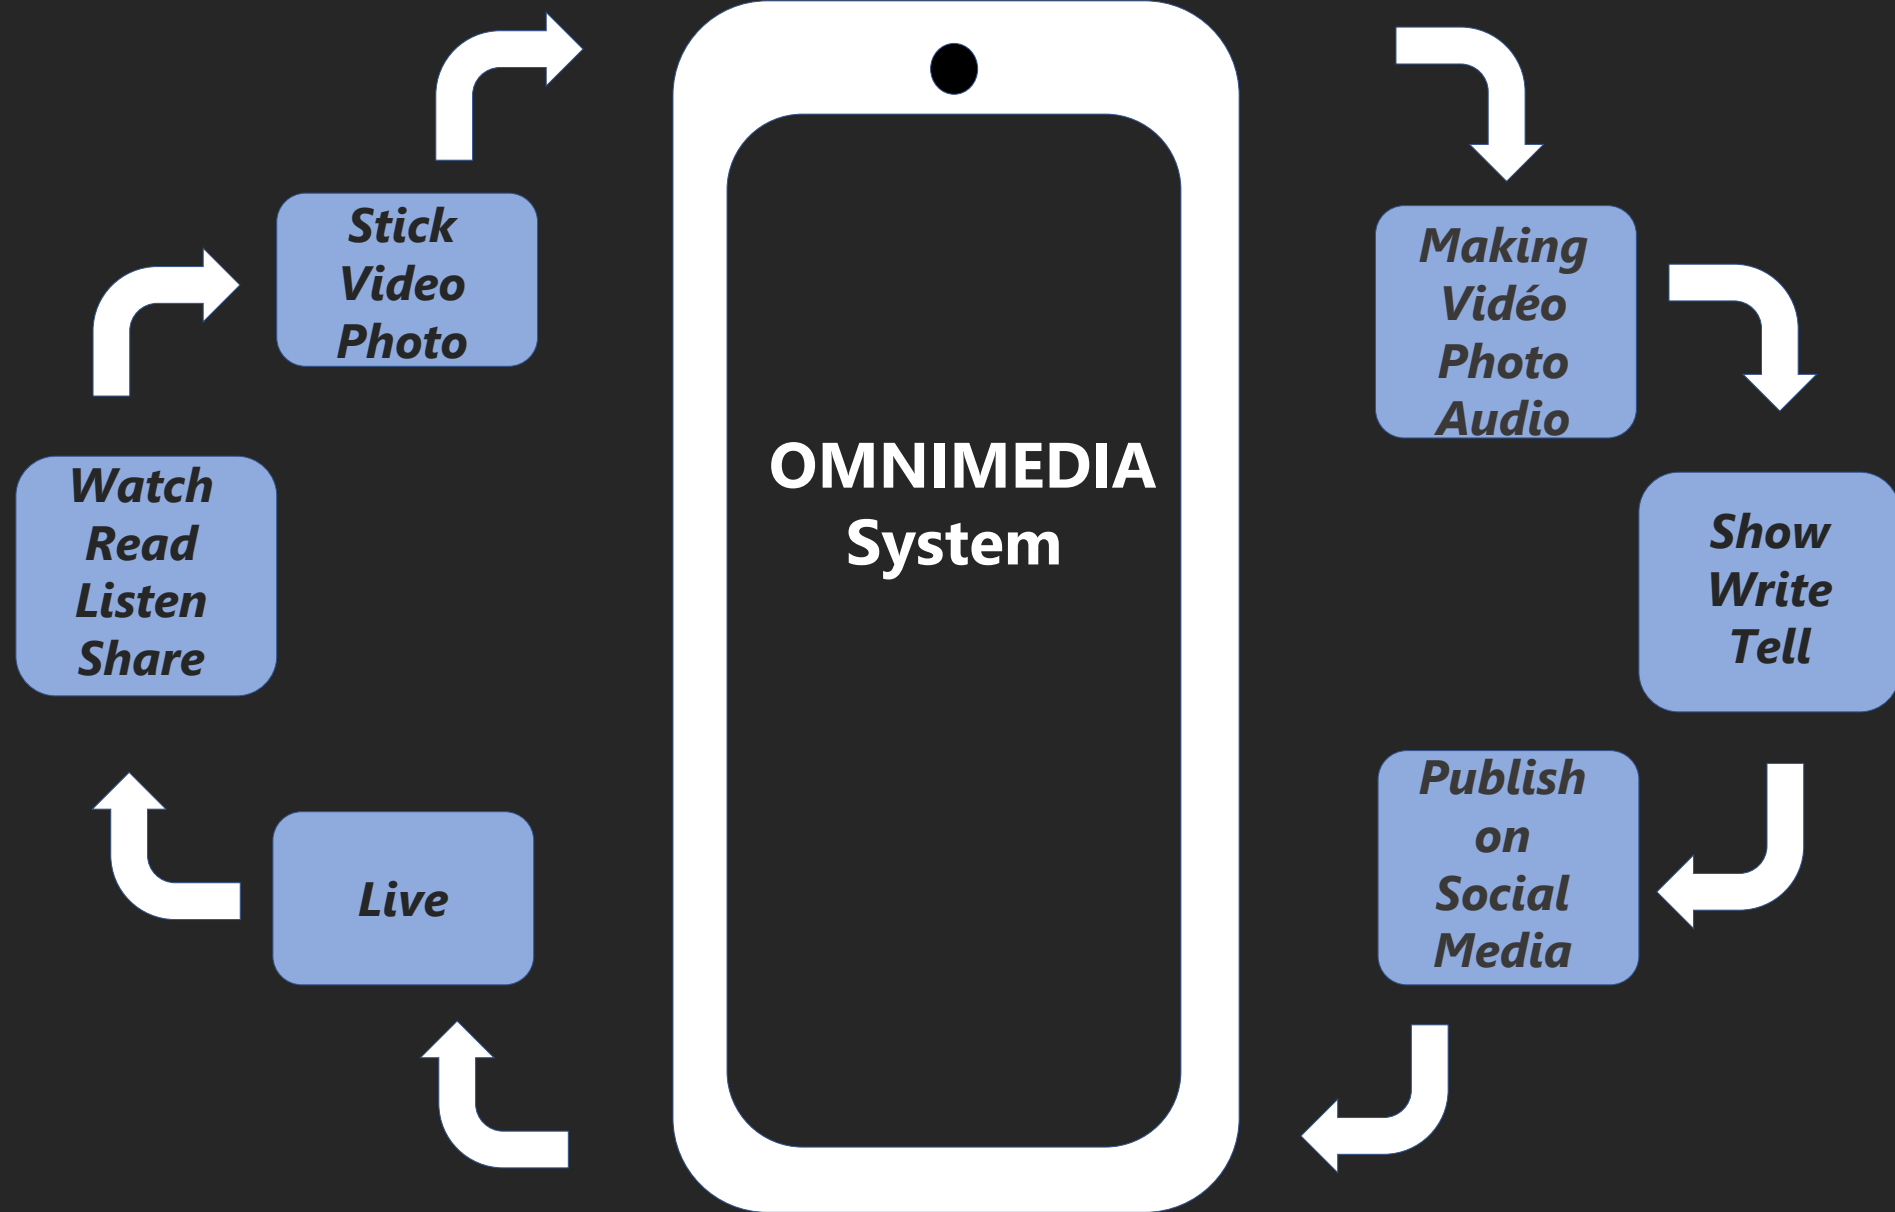 Stick
Video
Photo
Watch
Read
Listen
Share
Live
OMNIMEDIA
System
Making
Vidéo
Photo
Audio
Show
Write
Tell
Publish
on
Social
Media